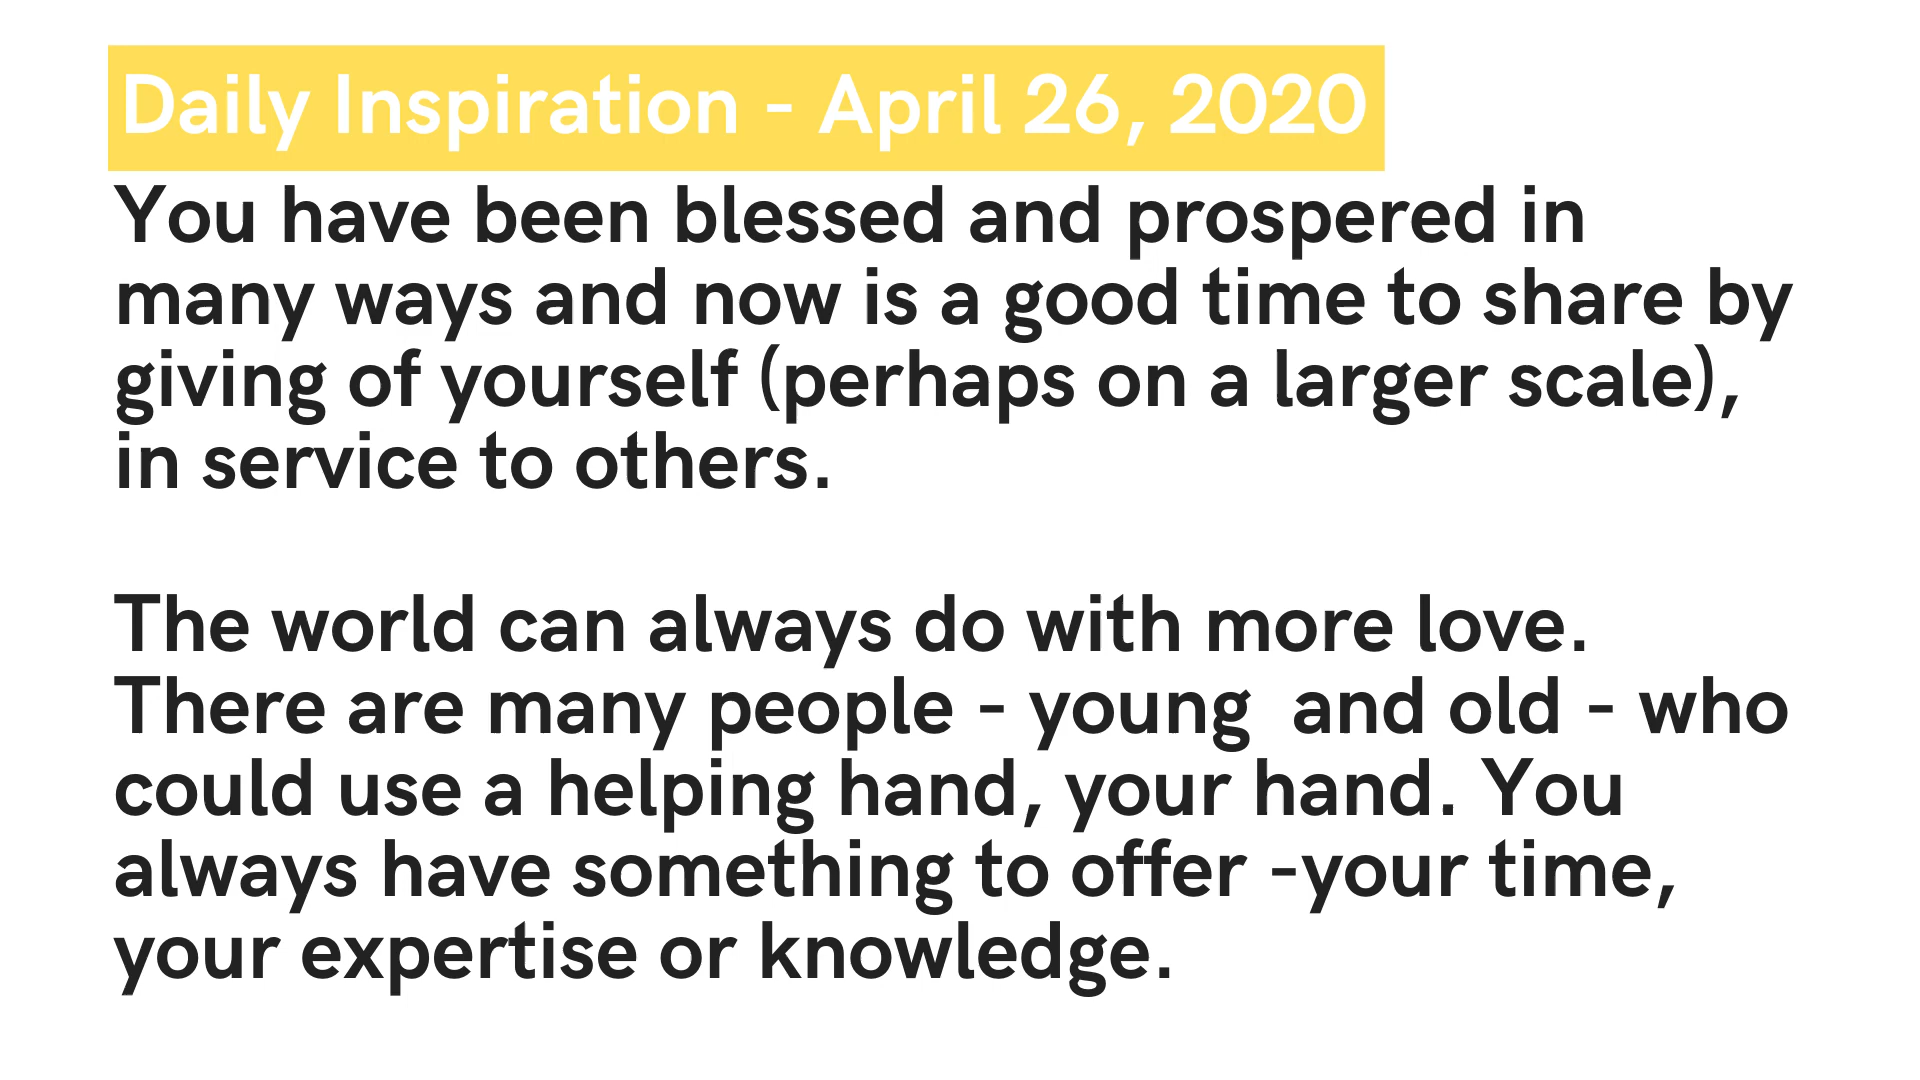 Daily Inspiration - April 26, 2020
You have been blessed and prospered in
many ways and now is a good time to share by
giving of yourself (perhaps on a larger scale),
in service to others.
The world can always do with more love.
There are many people - young  and old - who
could use a helping hand, your hand. You
always have something to offer -your time,
your expertise or knowledge.